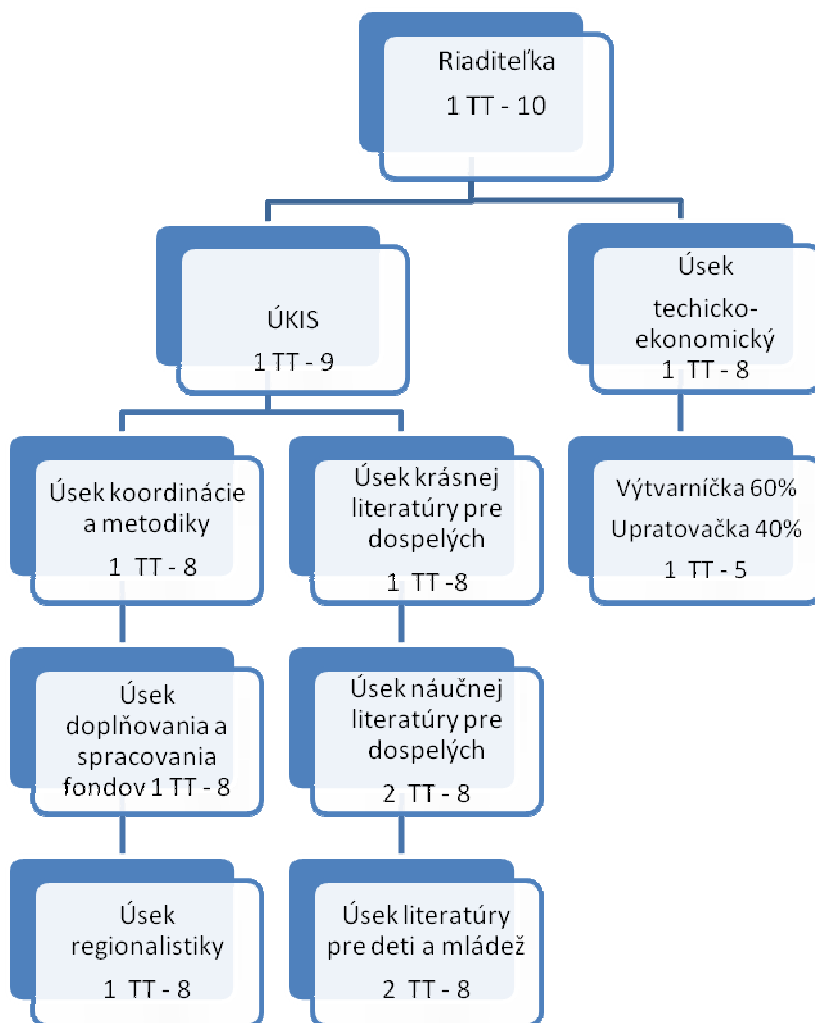 Riaditeľka
1 TT - 10
ÚKIS
1 TT - 9
Úsek
techicko-
ekonomický
1 TT - 8
Úsek koordinácie
a metodiky
1 TT - 8
Úsek krásnej
literatúry pre
dospelých
1 TT -8
Výtvarníčka 60%
Upratovačka 40%
1 TT - 5
Úsek
doplňovania a
spracovania
fondov 1 TT - 8
Úsek náučnej
literatúry pre
dospelých
2 TT - 8
Úsek
regionalistiky
1 TT - 8
Úsek literatúry
pre deti a mládež
2 TT - 8